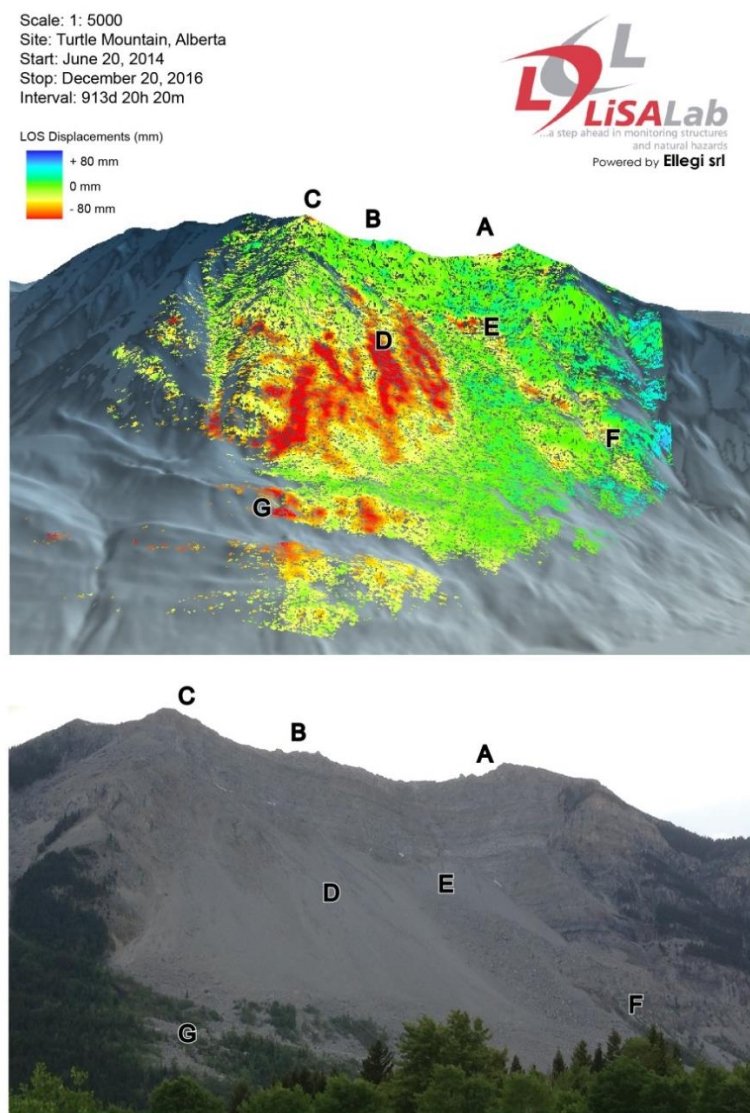 Scale: 1: 5000
Site: Turtle Mountain, Alberta
Start: June 20, 2014
Stop: December 20, 2016
Interval: 913d 20h 20m
LOS Displacements (mm)
+ 80 mm
0 mm
- 80 mm
L L
LiSALab
...a step ahead in monitoring structures
and natural hazards
Powered by Ellegi srl
C
B
A
D
E
F
G
C
B
A
D
E
F
G